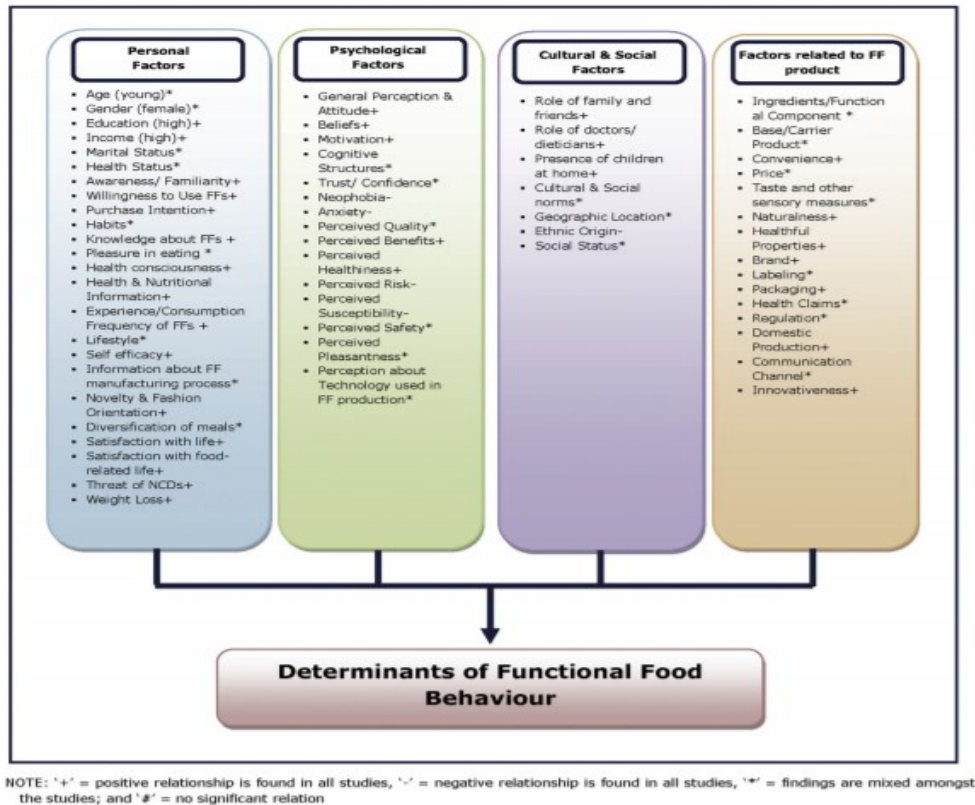 Personal
Factors
• Age (young)*
• Gender (female)*
• Education (high)+
• Income (high)+
• Marital Status*
• Health Status*
• Awareness/ Familiarity+
• Willingness to Use FFs+
• Purchase Intention+
• Habits*
• Knowledge about FFs +
• Pleasure in eating *
• Health consciousness+
• Health & Nutritional
Information+
• Experience/Consumption
Frequency of FFs +
• Lifestyle*
• Self efficacy+
• Information about FF
manufacturing process*
• Novelty & Fashion
Orientation+
• Diversification of meals*
• Satisfaction with life+
• Satisfaction with food-
related life+
• Threat of NCDs+
• Weight Loss+
Psychological
Factors
• General Perception &
Attitude+
• Beliefs+
• Motivation+
• Cognitive
Structures*
• Trust/ Confidence*
• Neophobia-
• Anxiety-
• Perceived Quality*
• Perceived Benefits+
• Perceived
Healthiness+
• Perceived Risk-
• Perceived
Susceptibility-
• Perceived Safety*
• Perceived
Pleasantness*
• Perception about
Technology used in
FF production*
Cultural & Social
Factors
• Role of family and
friends+
• Role of doctors/
dieticians+
• Presence of children
at home+
• Cultural & Social
norms*
• Geographic Location*
• Ethnic Origin-
• Social Status*
Factors related to FF
product
• Ingredients/Function
al Component *
• Base/Carrier
Product*
• Convenience+
• Price*
• Taste and other
sensory measures*
• Naturalness+
• Healthful
Properties+
• Brand+
• Labeling*
• Packaging+
• Health Claims*
• Regulation*
• Domestic
Production+
• Communication
Channel*
• Innovativeness+
Determinants of Functional Food
Behaviour
NOTE: '+' = positive relationship is found in all studies, '-' = negative relationship is found in all studies, '*' = findings are mixed amongst
the studies; and '#' = no significant relation